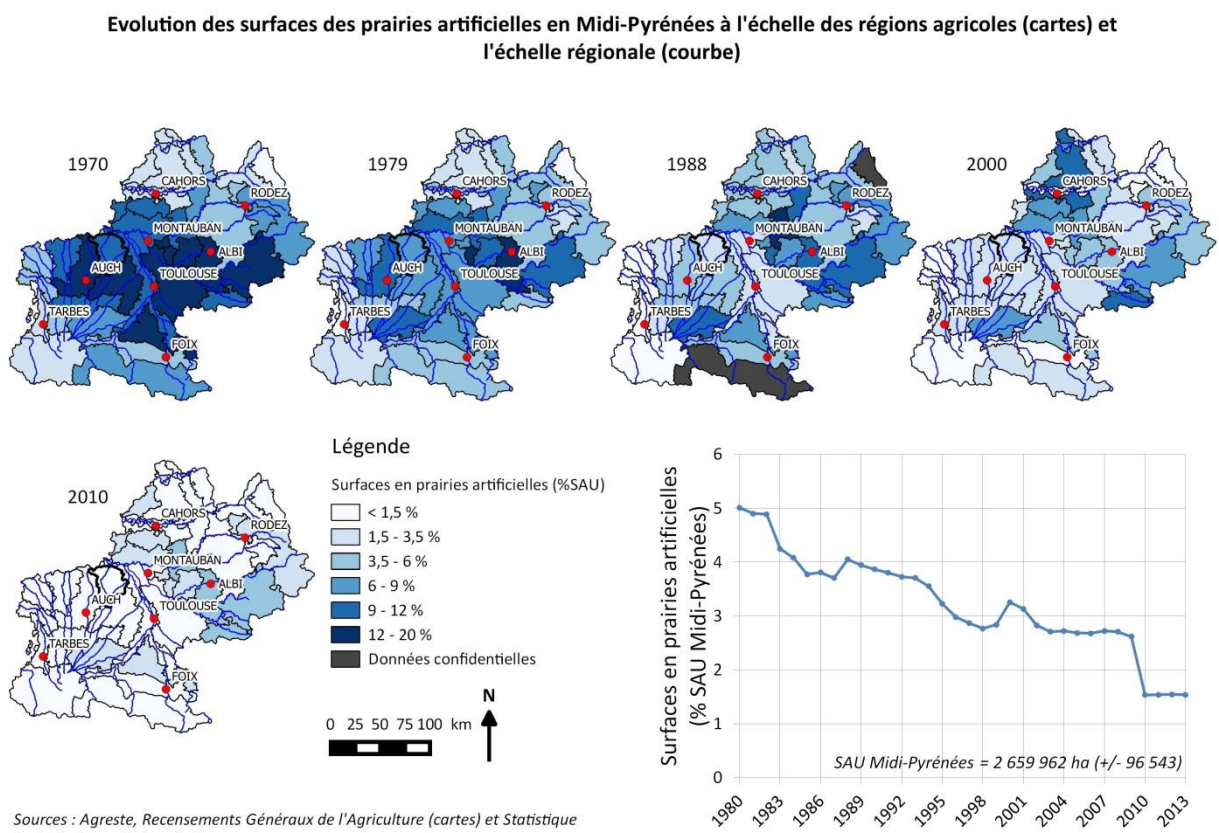 Evolution des surfaces des prairies artificielles en Midi-Pyrénées à l'échelle des régions agricoles (cartes) et
l'échelle régionale (courbe)
1970
CAHORS
RODEZ
MONTAUBAN
ALBI
AUCH
TOULOUSE
TARBES
FOIX
1979
CAHORS
RODEZ
MONTAUBAN
ALBI
AUCH
TOULOUSE
TARBES
FOIX
1988
CAHORS
RODEZ
MONTAUBAN
ALBI
AUCH
TOULOUSE
TARBES
FOIX
2000
CAHORS
RODEZ
MONTAUBAN
ALBI
AUCH
TOULOUSE
TARBES
FOIX
2010
CAHORS
RODEZ
MONTAUBAN
ALBI
AUCH
TOULOUSE
TARBES
FOIX
Légende
Surfaces en prairies artificielles (%SAU)
< 1,5 %
1,5 - 3,5 %
3,5 - 6 %
6 - 9 %
9 - 12 %
12 - 20 %
Données confidentielles
N
0 25 50 75 100 km
Surfaces en prairies artificielles
(% SAU Midi-Pyrénées)
6
5
4
3
2
1
0
SAU Midi-Pyrénées = 2 659 962 ha (+/- 96 543)
1980 1983 1986 1989 1992 1995 1998 2001 2004 2007 2010 2013
Sources : Agreste, Recensements Généraux de l'Agriculture (cartes) et Statistique